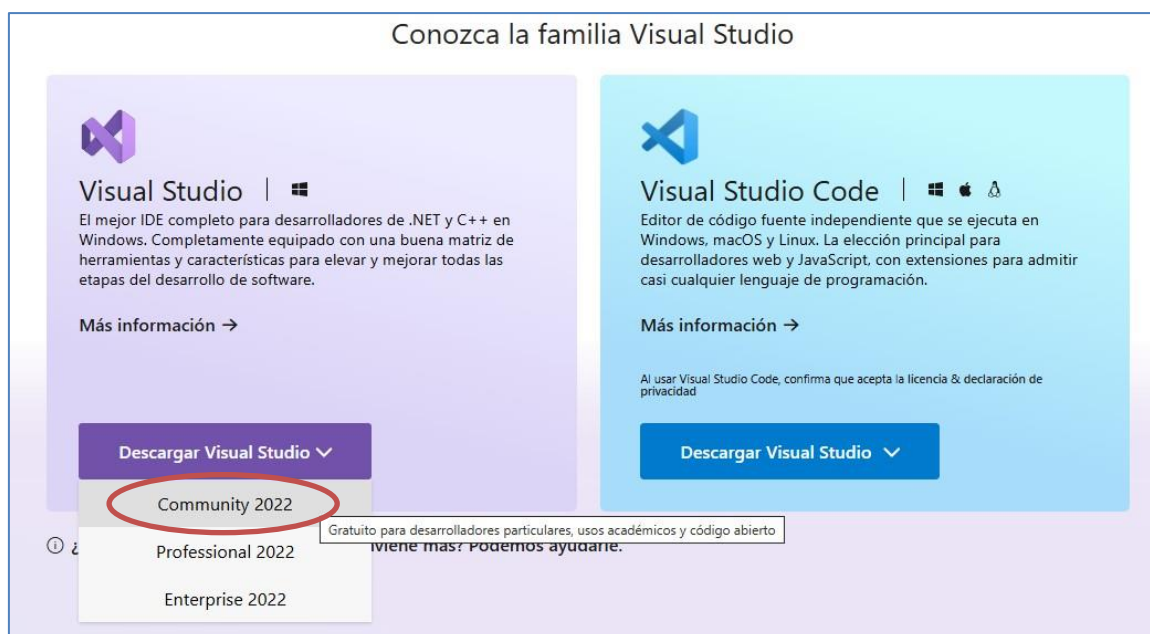 Conozca la familia Visual Studio
Visual Studio
El mejor IDE completo para desarrolladores de .NET y C++ en
Windows. Completamente equipado con una buena matriz de
herramientas y características para elevar y mejorar todas las
etapas del desarrollo de software.
Más información →
Descargar Visual Studio
Community 2022
Professional 2022
Enterprise 2022
Visual Studio Code
Editor de código fuente independiente que se ejecuta en
Windows, macOS y Linux. La elección principal para
desarrolladores web y JavaScript, con extensiones para admitir
casi cualquier lenguaje de programación.
Más información →
Al usar Visual Studio Code, confirma que acepta la licencia & declaración de
privacidad
Descargar Visual Studio
Gratuito para desarrolladores particulares, usos académicos y código abierto
más? Podemos ayudarle.